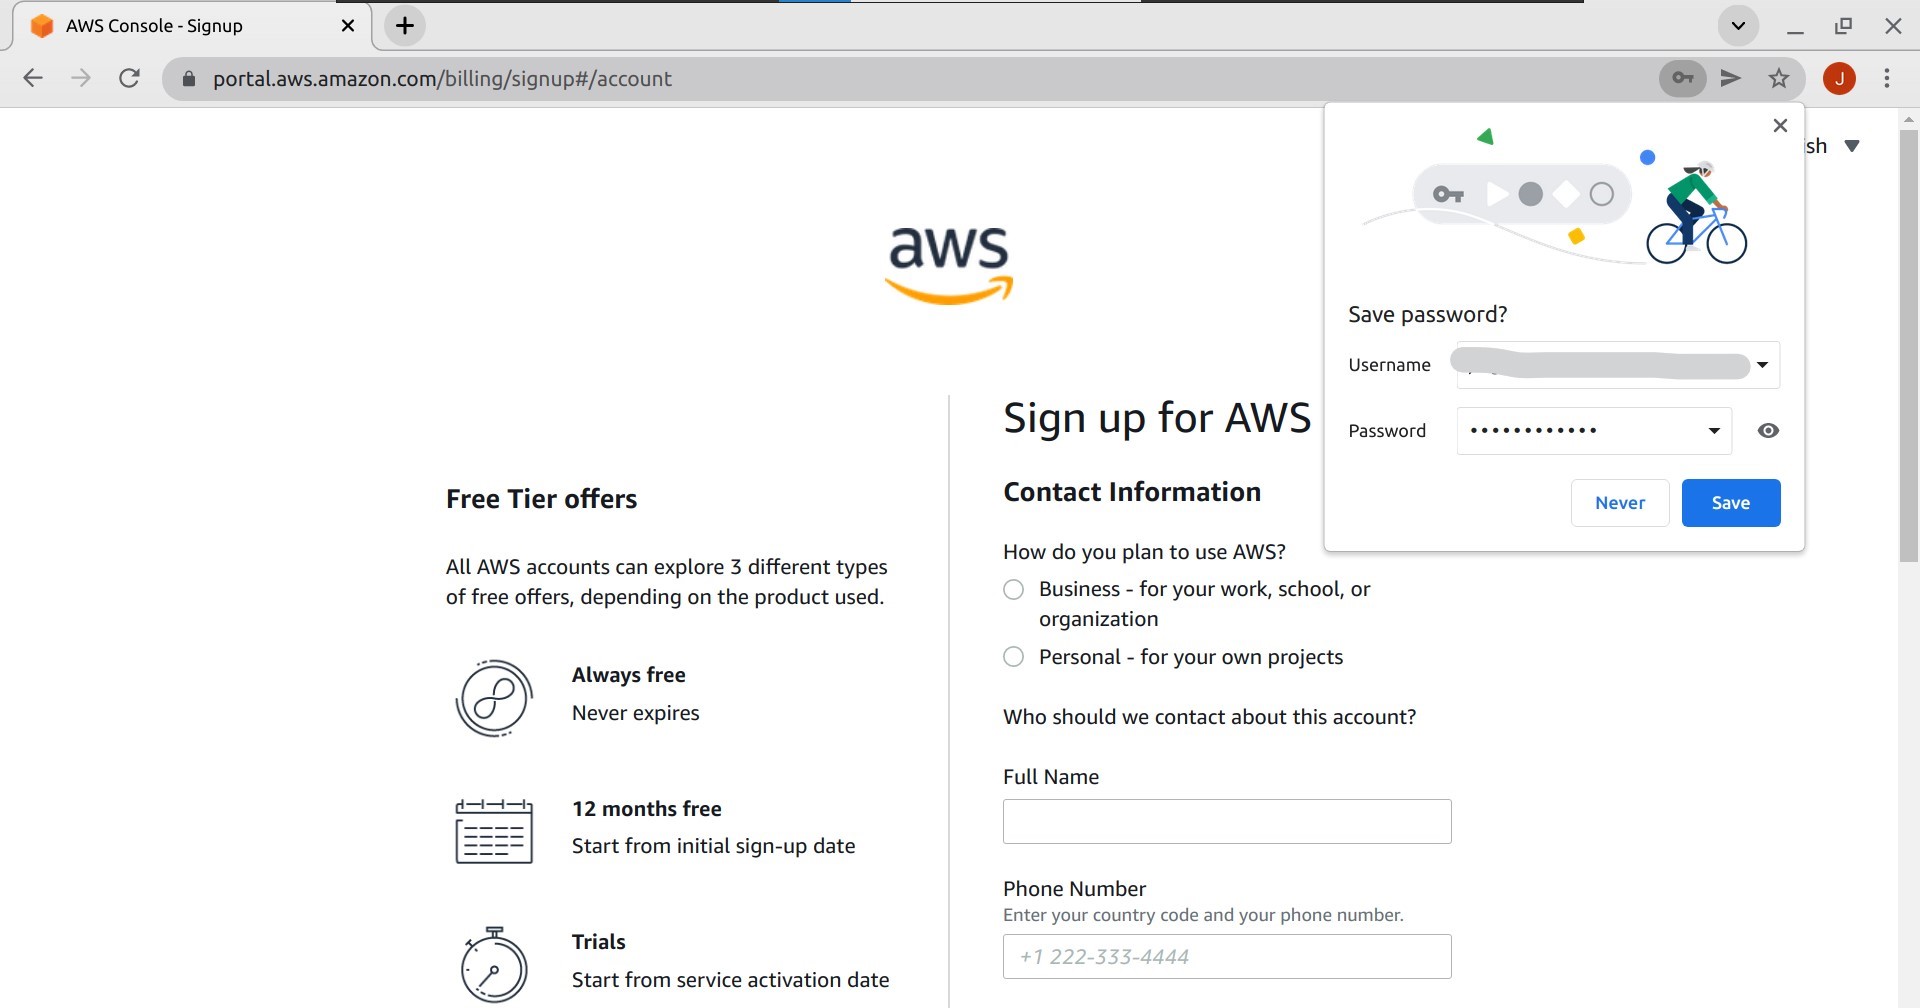 AWS Console - Signup
portal.aws.amazon.com/billing/signup#/account
J
aws
Save password?
Username
Password
Never
Save
Free Tier offers
All AWS accounts can explore 3 different types
of free offers, depending on the product used.
Always free
Never expires
12 months free
Start from initial sign-up date
Trials
Start from service activation date
Sign up for AWS
Contact Information
How do you plan to use AWS?
Business - for your work, school, or
organization
Personal - for your own projects
Who should we contact about this account?
Full Name
Phone Number
Enter your country code and your phone number.
+1 222-333-4444